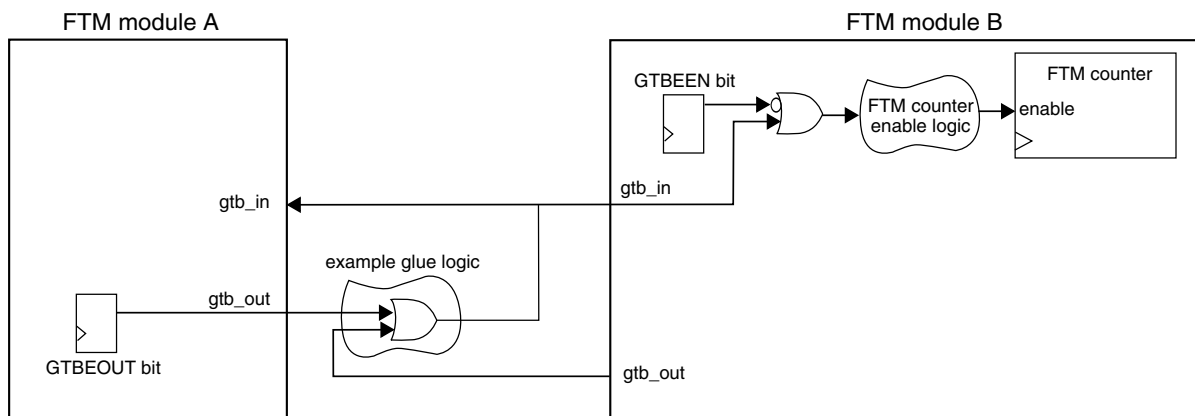 FTM module A
FTM module B
GTBEEN bit
FTM counter
FTM counter
enable logic
enable
gtb_in
gtb_in
example glue logic
gtb_out
GTBEOUT bit
gtb_out